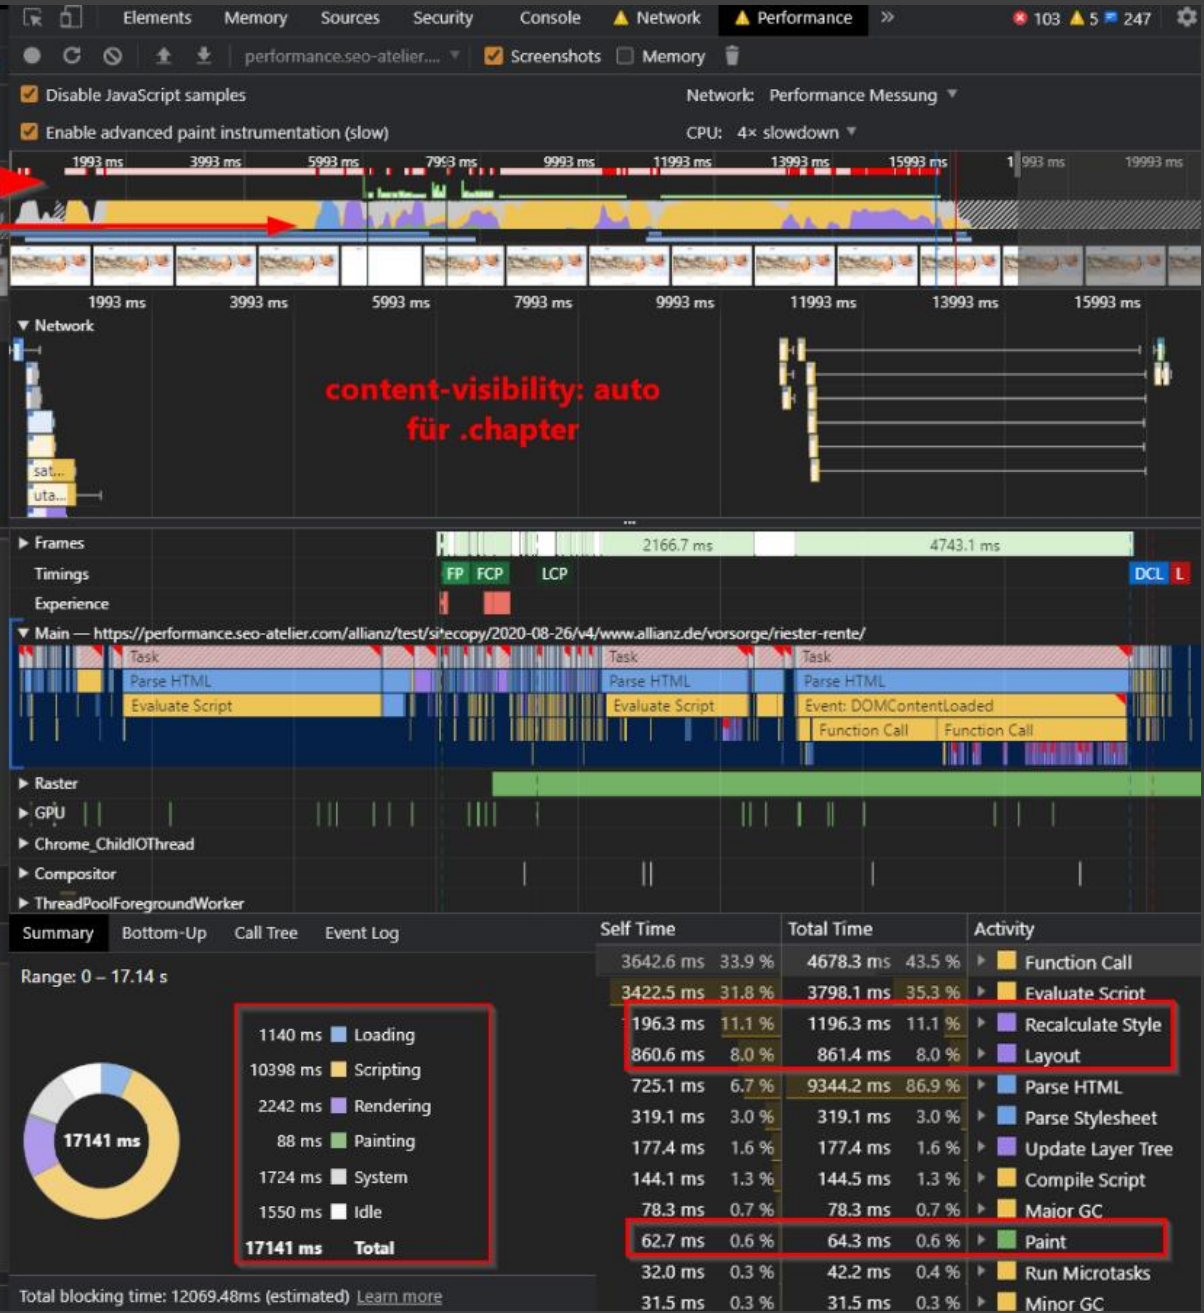 Elements Memory Sources Security Console Network Performance » 103 5 247
performance.seo-atelier.... Screenshots Memory
Disable JavaScript samples Network: Performance Messung
Enable advanced paint instrumentation (slow) CPU: 4× slowdown
1993 ms 3993 ms 5993 ms 7993 ms 9993 ms 11993 ms 13993 ms 15993 ms 1 993 ms 19993 ms
1993 ms 3993 ms 5993 ms 7993 ms 9993 ms 11993 ms 13993 ms 15993 ms
Network
content-visibility: auto
für .chapter
sat...
uta...
Frames 2166.7 ms 4743.1 ms
Timings FP FCP LCP DCL L
Experience
Main — https://performance.seo-atelier.com/allianz/test/sitecopy/2020-08-26/v4/www.allianz.de/vorsorge/riester-rente/
Task Task Task
Parse HTML Parse HTML Parse HTML
Evaluate Script Evaluate Script Event: DOMContentLoaded
Function Call Function Call
Raster
GPU
Chrome_ChildIOThread
Compositor
ThreadPoolForegroundWorker
Summary Bottom-Up Call Tree Event Log
Range: 0 – 17.14 s
1140 ms Loading
10398 ms Scripting
2242 ms Rendering
88 ms Painting
1724 ms System
1550 ms Idle
17141 ms Total
17141 ms
Total blocking time: 12069.48ms (estimated) Learn more
Self Time Total Time Activity
3642.6 ms 33.9 % 4678.3 ms 43.5 % Function Call
3422.5 ms 31.8 % 3798.1 ms 35.3 % Evaluate Script
196.3 ms 11.1 % 1196.3 ms 11.1 % Recalculate Style
860.6 ms 8.0 % 861.4 ms 8.0 % Layout
725.1 ms 6.7 % 9344.2 ms 86.9 % Parse HTML
319.1 ms 3.0 % 319.1 ms 3.0 % Parse Stylesheet
177.4 ms 1.6 % 177.4 ms 1.6 % Update Layer Tree
144.1 ms 1.3 % 144.5 ms 1.3 % Compile Script
78.3 ms 0.7 % 78.3 ms 0.7 % Major GC
62.7 ms 0.6 % 64.3 ms 0.6 % Paint
32.0 ms 0.3 % 42.2 ms 0.4 % Run Microtasks
31.5 ms 0.3 % 31.5 ms 0.3 % Minor GC